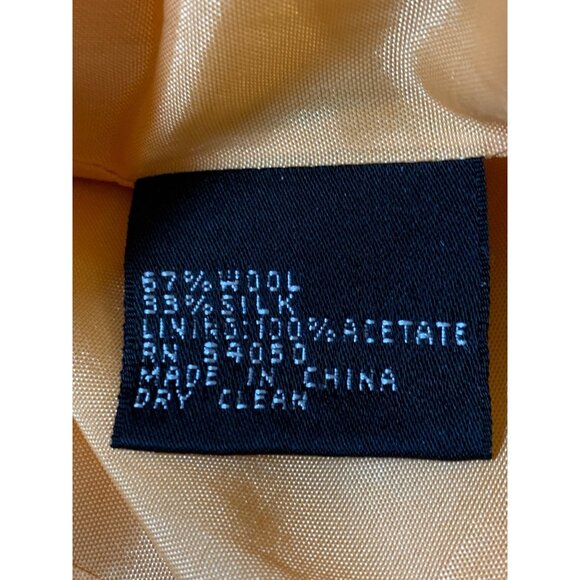 67% WOOL
33% SILK
LINING:100% ACETATE
RN 54050
MADE IN CHINA
DRY CLEAN